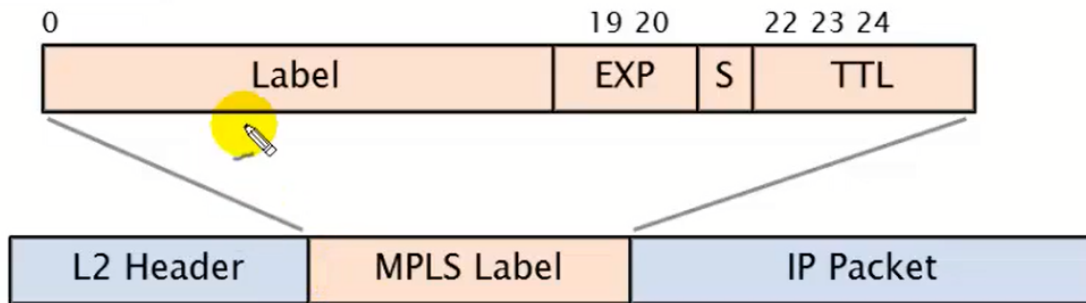 0 19 20 22 23 24
Label EXP S TTL
L2 Header MPLS Label IP Packet